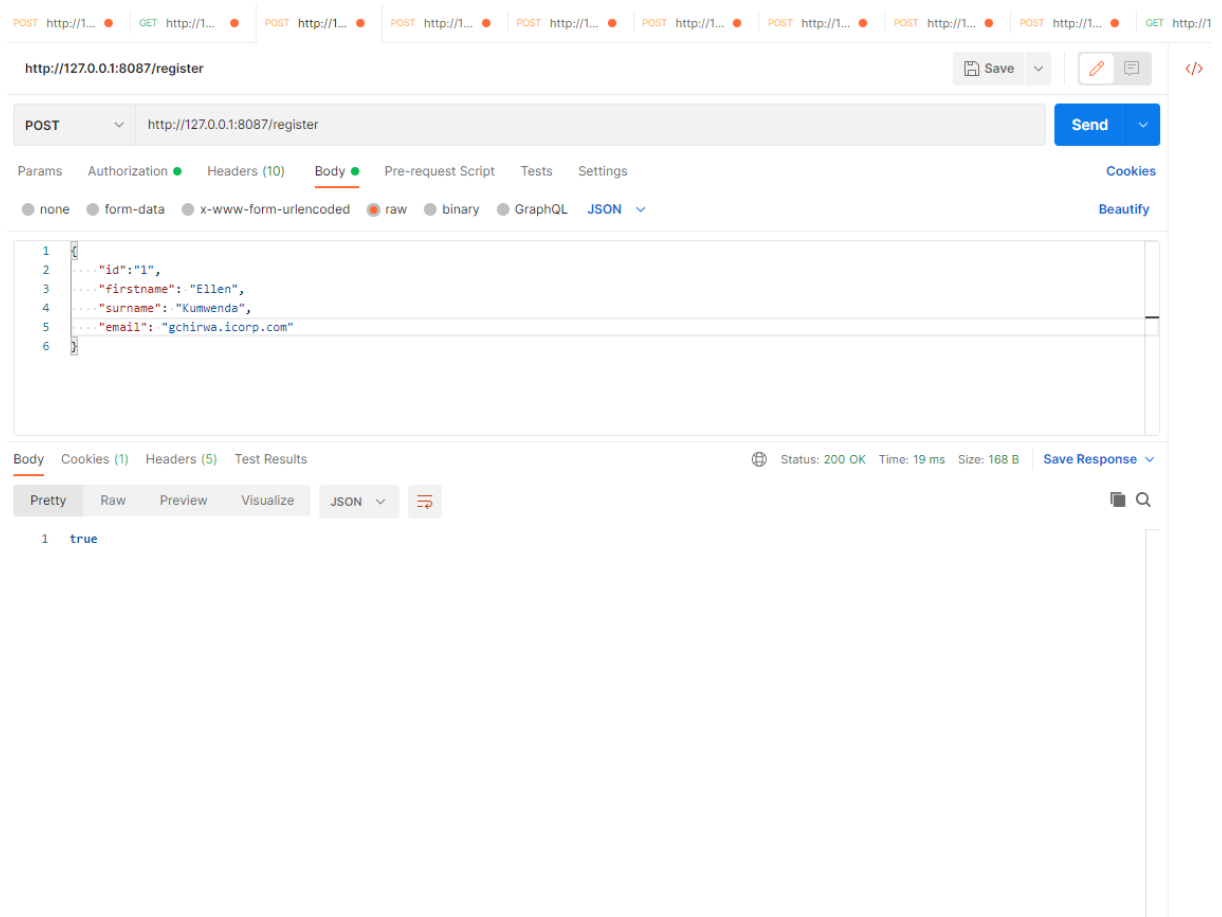 POST http://1... GET http://1... POST http://1... POST http://1... POST http://1... POST http://1... POST http://1... POST http://1... POST http://1... GET http://1
http://127.0.0.1:8087/register Save </>
POST http://127.0.0.1:8087/register Send
Params Authorization Headers (10) Body Pre-request Script Tests Settings Cookies
none form-data x-www-form-urlencoded raw binary GraphQL JSON Beautify
1 {
2 "id":"1",
3 "firstname": "Ellen",
4 "surname": "Kumwenda",
5 "email": "gchirwa.icorp.com"
6 }
Body Cookies (1) Headers (5) Test Results Status: 200 OK Time: 19 ms Size: 168 B Save Response
Pretty Raw Preview Visualize JSON
1 true